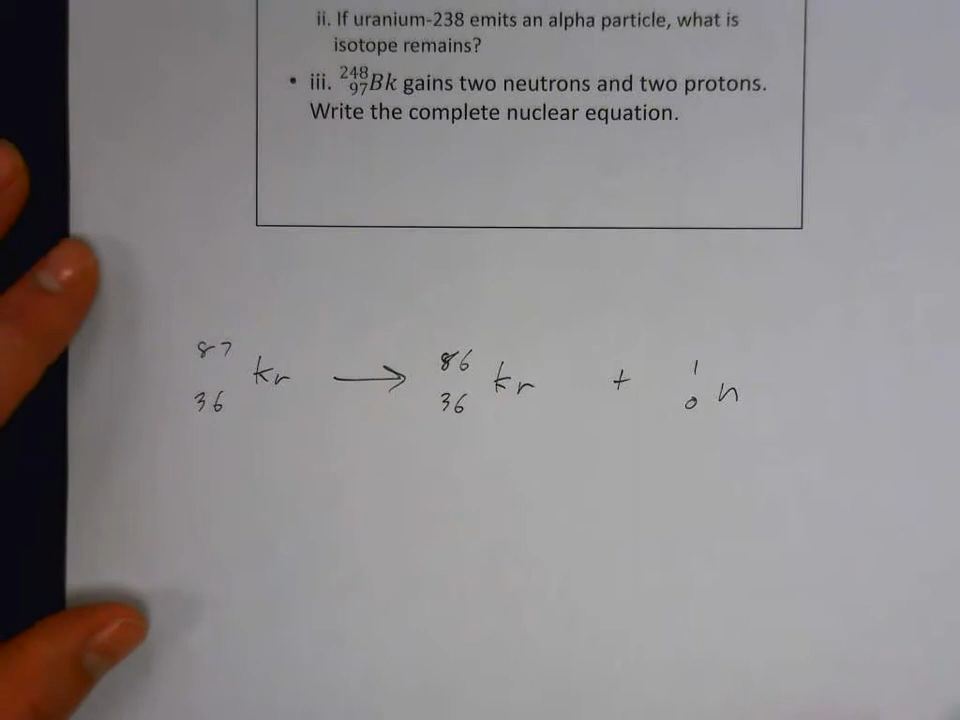 ii. If uranium-238 emits an alpha particle, what is
isotope remains?
• iii. ²⁴⁸₉₇Bk gains two neutrons and two protons.
Write the complete nuclear equation.
⁸⁷₃₆Kr → ⁸⁶₃₆Kr + ¹₀n